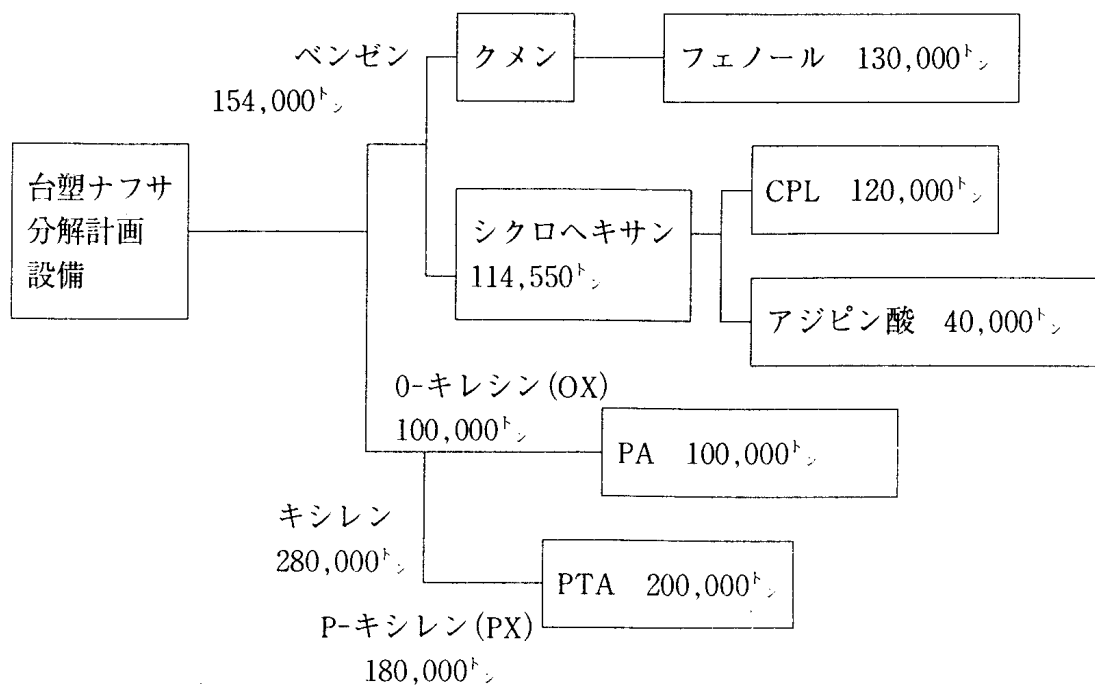 ベンゼン
154,000トン
クメン
フェノール 130,000トン
台塑ナフサ
分解計画
設備
シクロヘキサン
114,550トン
CPL 120,000トン
アジピン酸 40,000トン
O-キレシン(OX)
100,000トン
PA 100,000トン
キシレン
280,000トン
PTA 200,000トン
P-キシレン(PX)
180,000トン